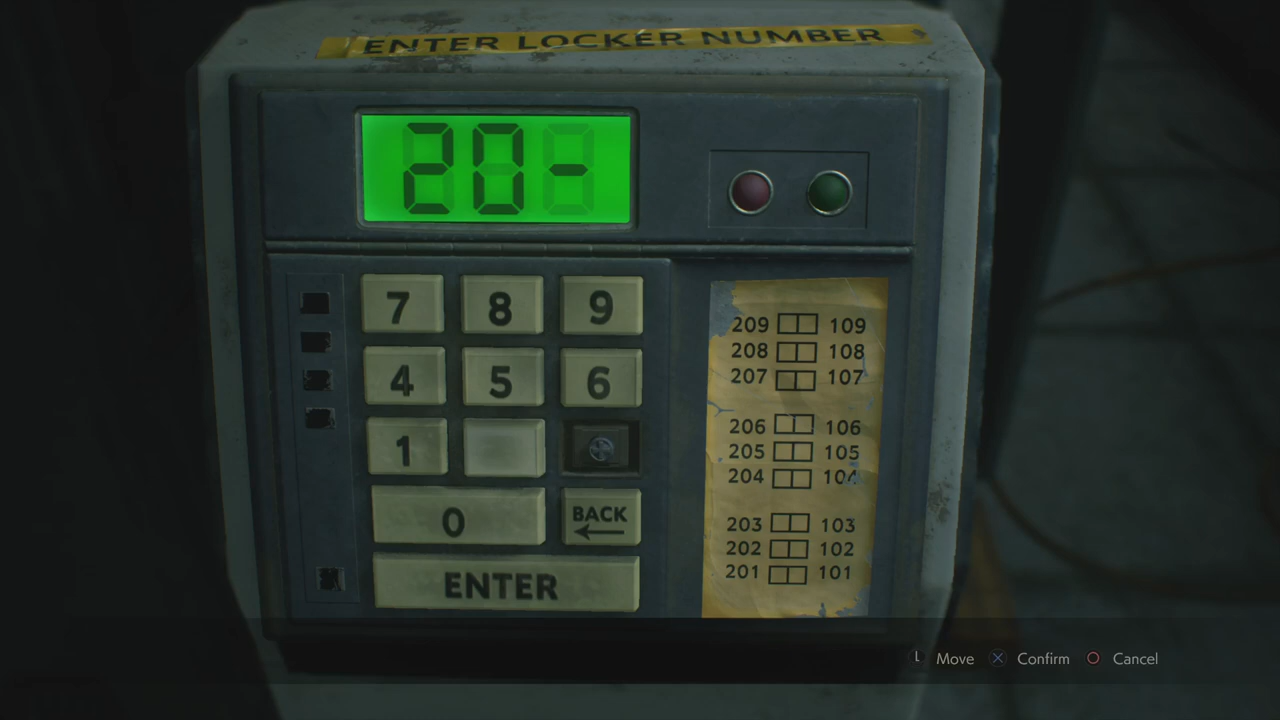 ENTER LOCKER NUMBER
20-
7 8 9
4 5 6
1
0 BACK
ENTER
209 109
208 108
207 107
206 106
205 105
204 104
203 103
202 102
201 101
L Move Confirm Cancel